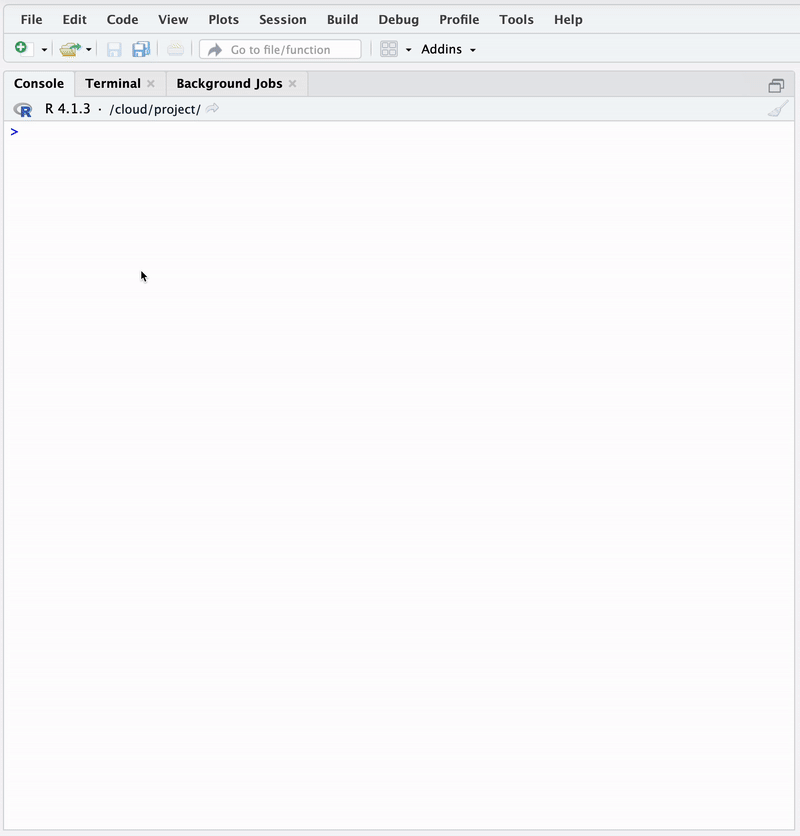 File Edit Code View Plots Session Build Debug Profile Tools Help
Go to file/function Addins
Console Terminal Background Jobs
R R 4.1.3 · /cloud/project/
>